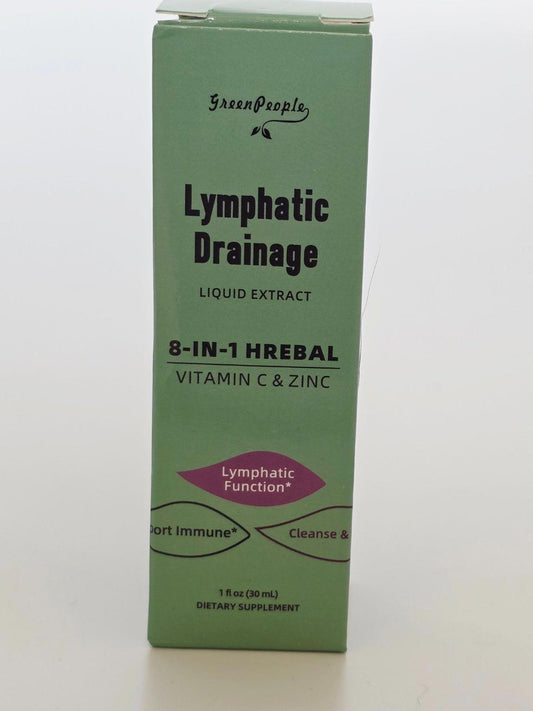 GreenPeople
Lymphatic
Drainage
LIQUID EXTRACT
8-IN-1 HREBAL
VITAMIN C & ZINC
Lymphatic
Function*
port Immune*
Cleanse &
1 fl oz (30 mL)
DIETARY SUPPLEMENT